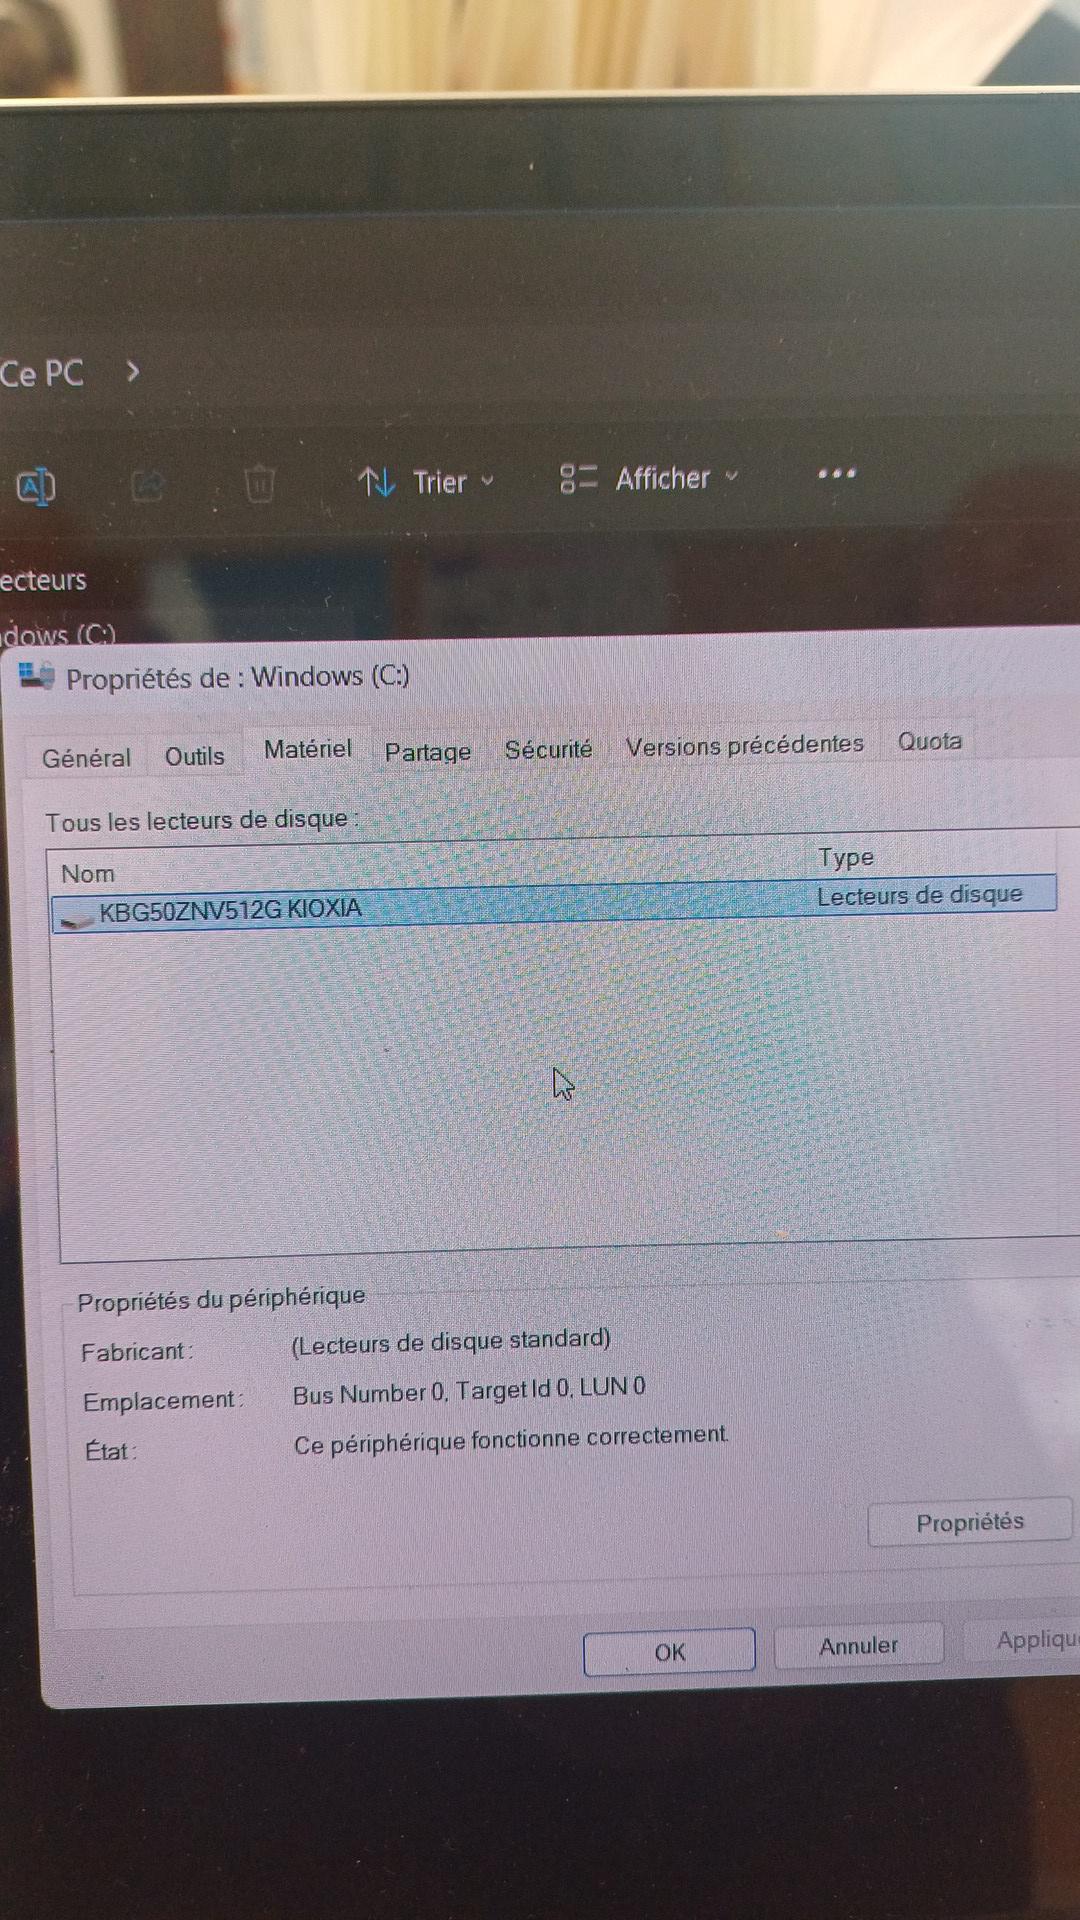 Ce PC >
Trier Afficher •••
ecteurs
dows (C:)
Propriétés de : Windows (C:)
Général Outils Matériel Partage Sécurité Versions précédentes Quota
Tous les lecteurs de disque :
Nom Type
KBG50ZNV512G KIOXIA Lecteurs de disque
Propriétés du périphérique
Fabricant : (Lecteurs de disque standard)
Emplacement : Bus Number 0, Target Id 0, LUN 0
État : Ce périphérique fonctionne correctement.
Propriétés
OK Annuler Applique